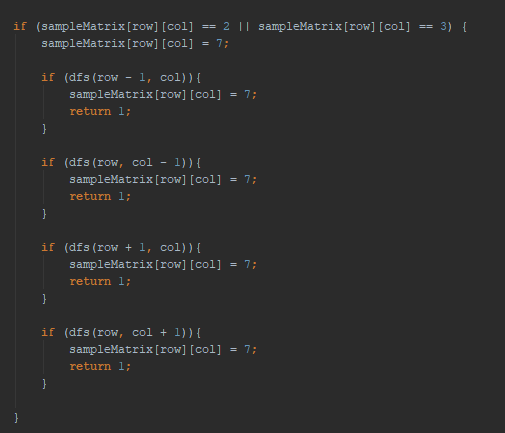 if (sampleMatrix[row][col] == 2 || sampleMatrix[row][col] == 3) {
sampleMatrix[row][col] = 7;
if (dfs(row - 1, col)){
sampleMatrix[row][col] = 7;
return 1;
}
if (dfs(row, col - 1)){
sampleMatrix[row][col] = 7;
return 1;
}
if (dfs(row + 1, col)){
sampleMatrix[row][col] = 7;
return 1;
}
if (dfs(row, col + 1)){
sampleMatrix[row][col] = 7;
return 1;
}
}